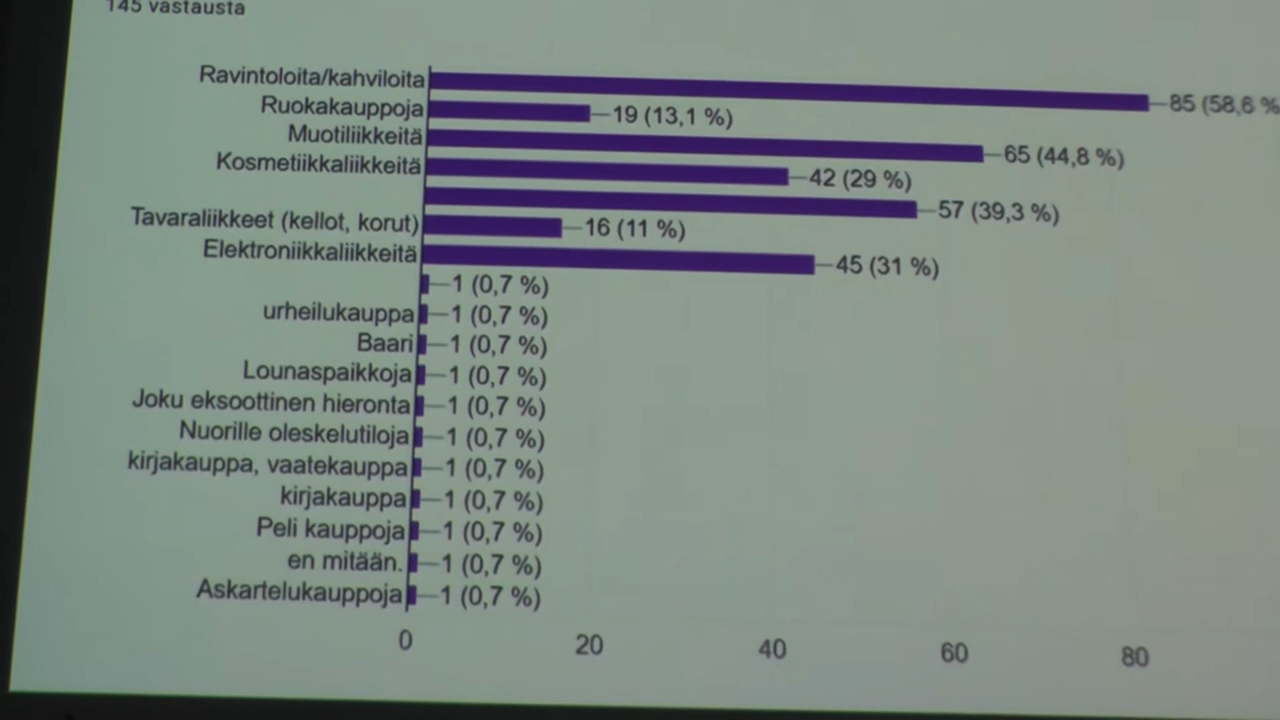 145 vastausta
Ravintoloita/kahviloita 85 (58,6 %
Ruokakauppoja 19 (13,1 %)
Muotiliikkeitä 65 (44,8 %)
Kosmetiikkaliikkeitä 42 (29 %)
57 (39,3 %)
Tavaraliikkeet (kellot, korut) 16 (11 %)
Elektroniikkaliikkeitä 45 (31 %)
1 (0,7 %)
urheilukauppa 1 (0,7 %)
Baari 1 (0,7 %)
Lounaspaikkoja 1 (0,7 %)
Joku eksoottinen hieronta 1 (0,7 %)
Nuorille oleskelutiloja 1 (0,7 %)
kirjakauppa, vaatekauppa 1 (0,7 %)
kirjakauppa 1 (0,7 %)
Peli kauppoja 1 (0,7 %)
en mitään. 1 (0,7 %)
Askartelukauppoja 1 (0,7 %)
0 20 40 60 80